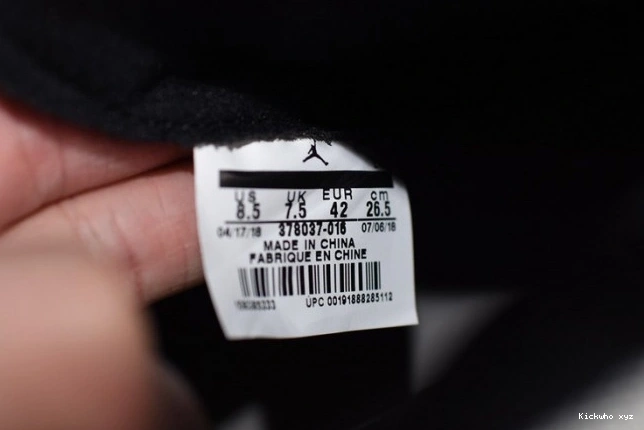 US UK EUR cm
8.5 7.5 42 26.5
04/17/18 378037-016 07/06/18
MADE IN CHINA
FABRIQUE EN CHINE
UPC 00191888285112
Kickwho xyz